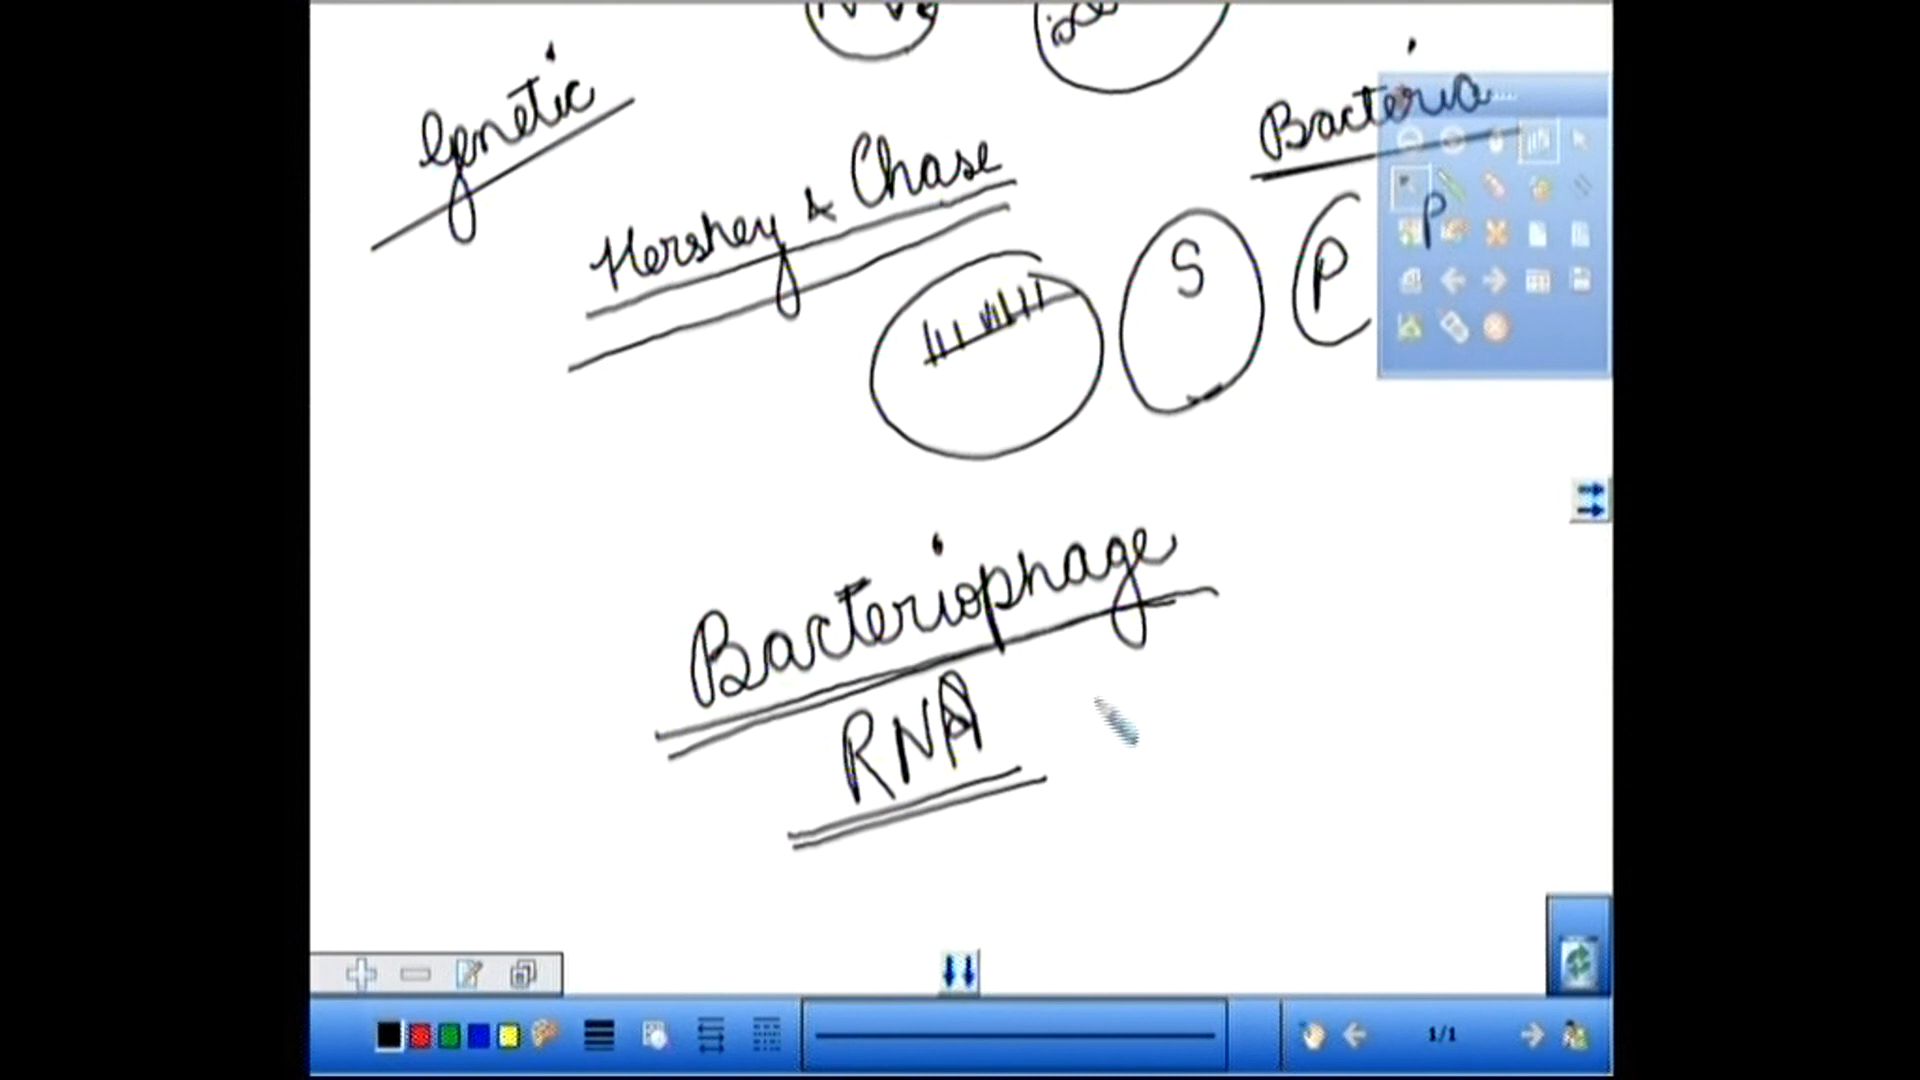 Genetic
Hershey & Chase
Bacteria
S
P
P
Bacteriophage
RNA
1/1